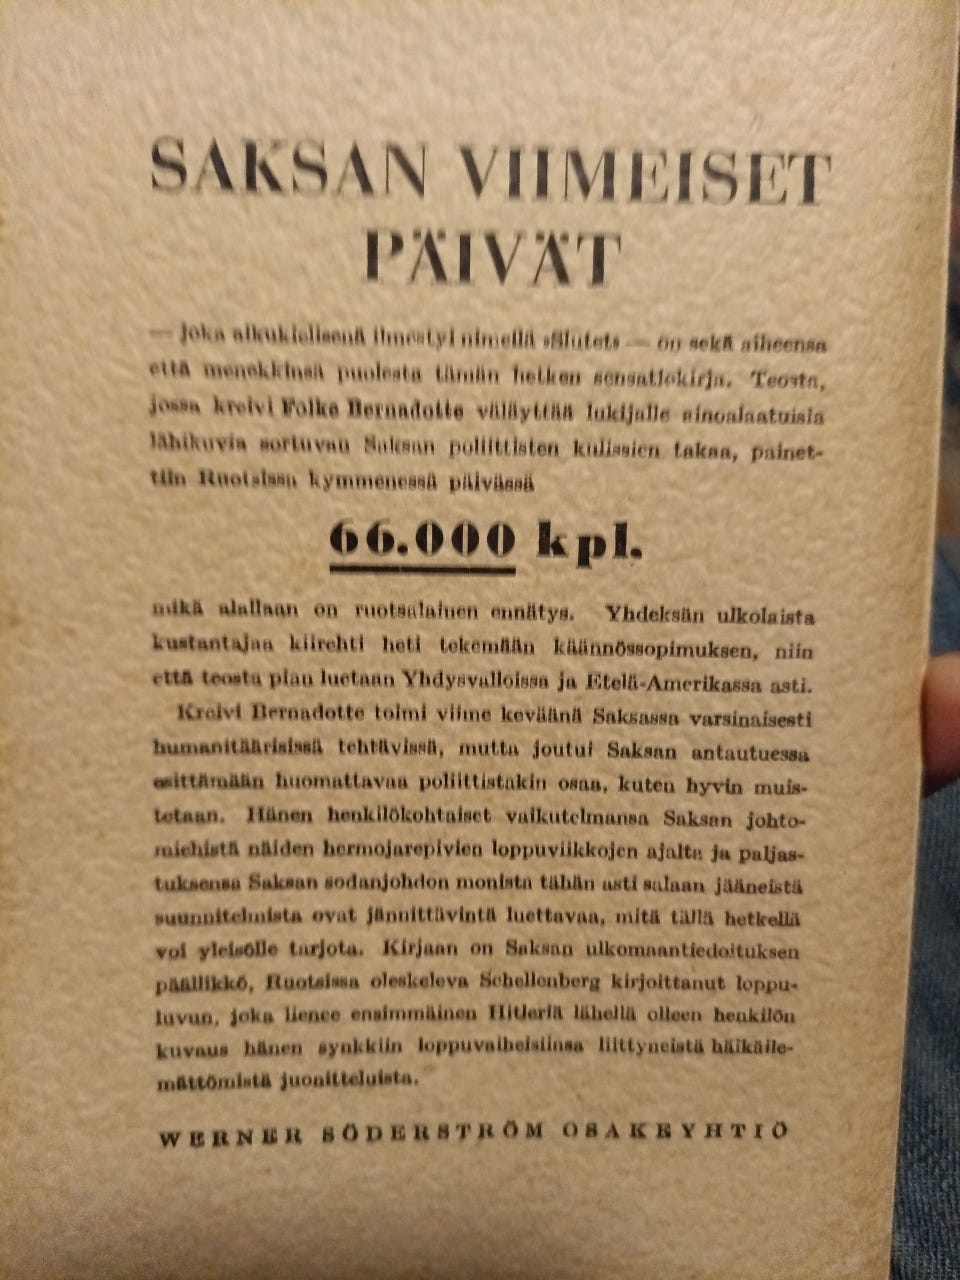 SAKSAN VIIMEISET
PÄIVÄT
— joka alkukielisenä ilmestyi nimellä »Slutet» — on sekä aiheensa
että menekkinsä puolesta tämän hetken sensatiokirja. Teosta,
jossa kreivi Folke Bernadotte väläyttää lukijalle ainoalaatuisia
lähikuvia sortuvan Saksan poliittisten kulissien takaa, painet-
tiin Ruotsissa kymmenessä päivässä
66.000 kpl.
mikä alallaan on ruotsalainen ennätys. Yhdeksän ulkolaista
kustantajaa kiirehti heti tekemään käännössopimuksen, niin
että teosta pian luetaan Yhdysvalloissa ja Etelä-Amerikassa asti.
Kreivi Bernadotte toimi viime keväänä Saksassa varsinaisesti
humanitäärisissä tehtävissä, mutta joutui Saksan antautuessa
esittämään huomattavaa poliittistakin osaa, kuten hyvin muis-
tetaan. Hänen henkilökohtaiset vaikutelmansa Saksan johto-
miehistä näiden hermojarepivien loppuviikkojen ajalta ja paljas-
tuksensa Saksan sodanjohdon monista tähän asti salaan jääneistä
suunnitelmista ovat jännittävintä luettavaa, mitä tällä hetkellä
voi yleisölle tarjota. Kirjaan on Saksan ulkomaantiedoituksen
päällikkö, Ruotsissa oleskeleva Schellenberg kirjoittanut loppu-
luvun, joka lienee ensimmäinen Hitleriä lähellä olleen henkilön
kuvaus hänen synkkiin loppuvaiheisiinsa liittyneistä häikäile-
mättömistä juonitteluista.
WERNER SÖDERSTRÖM OSAKEYHTIÖ